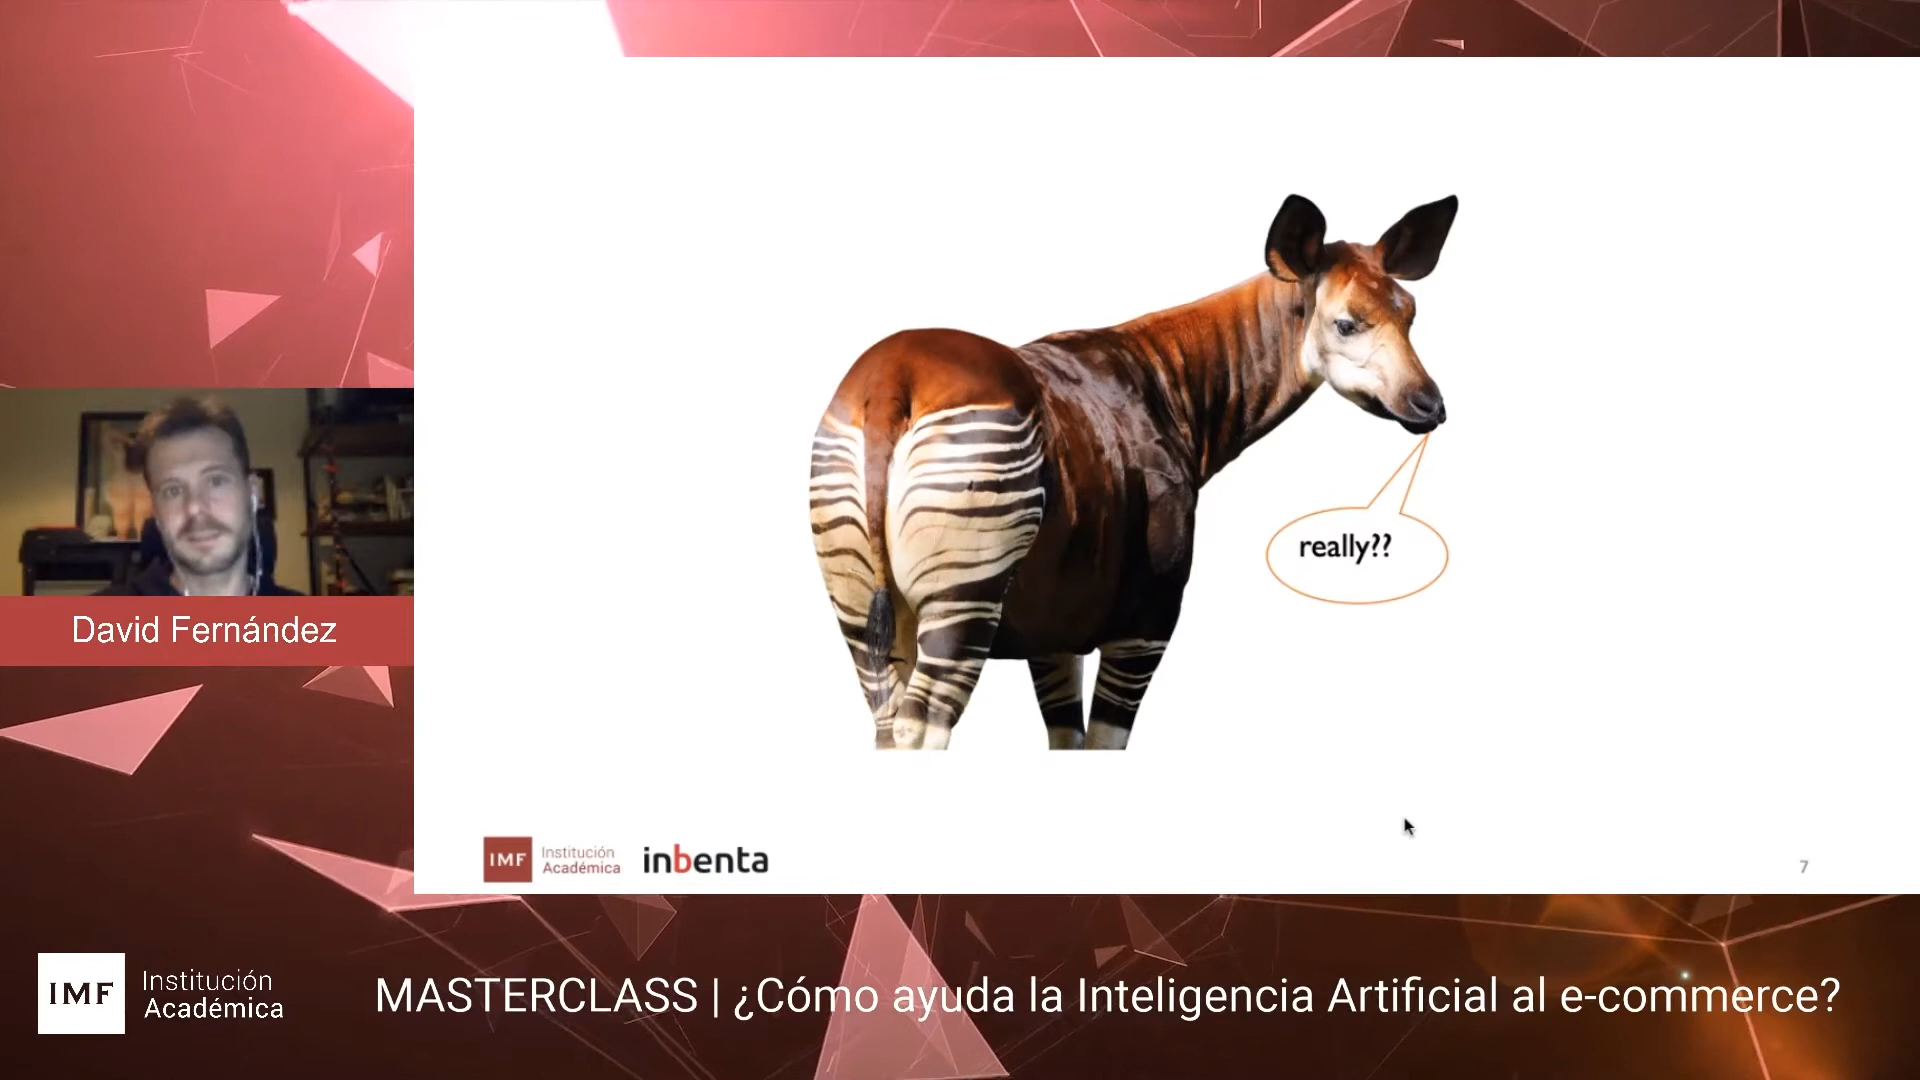 really??
David Fernández
IMF
Institución
Académica
inbenta
7
IMF
Institución
Académica
MASTERCLASS | ¿Cómo ayuda la Inteligencia Artificial al e-commerce?